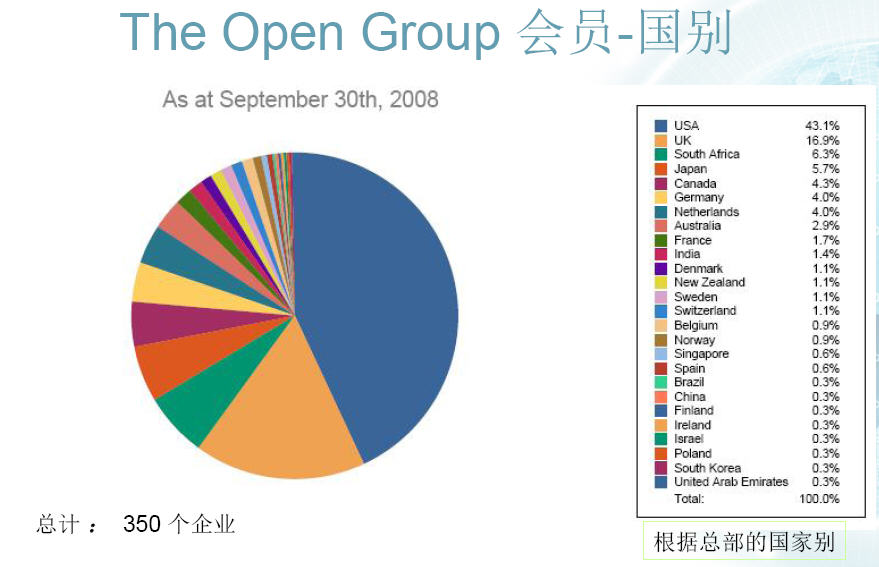 The Open Group 会员-国别
As at September 30th, 2008
USA 43.1%
UK 16.9%
South Africa 6.3%
Japan 5.7%
Canada 4.3%
Germany 4.0%
Netherlands 4.0%
Australia 2.9%
France 1.7%
India 1.4%
Denmark 1.1%
New Zealand 1.1%
Sweden 1.1%
Switzerland 1.1%
Belgium 0.9%
Norway 0.9%
Singapore 0.6%
Spain 0.6%
Brazil 0.3%
China 0.3%
Finland 0.3%
Ireland 0.3%
Israel 0.3%
Poland 0.3%
South Korea 0.3%
United Arab Emirates 0.3%
Total: 100.0%
总计： 350 个企业
根据总部的国家别